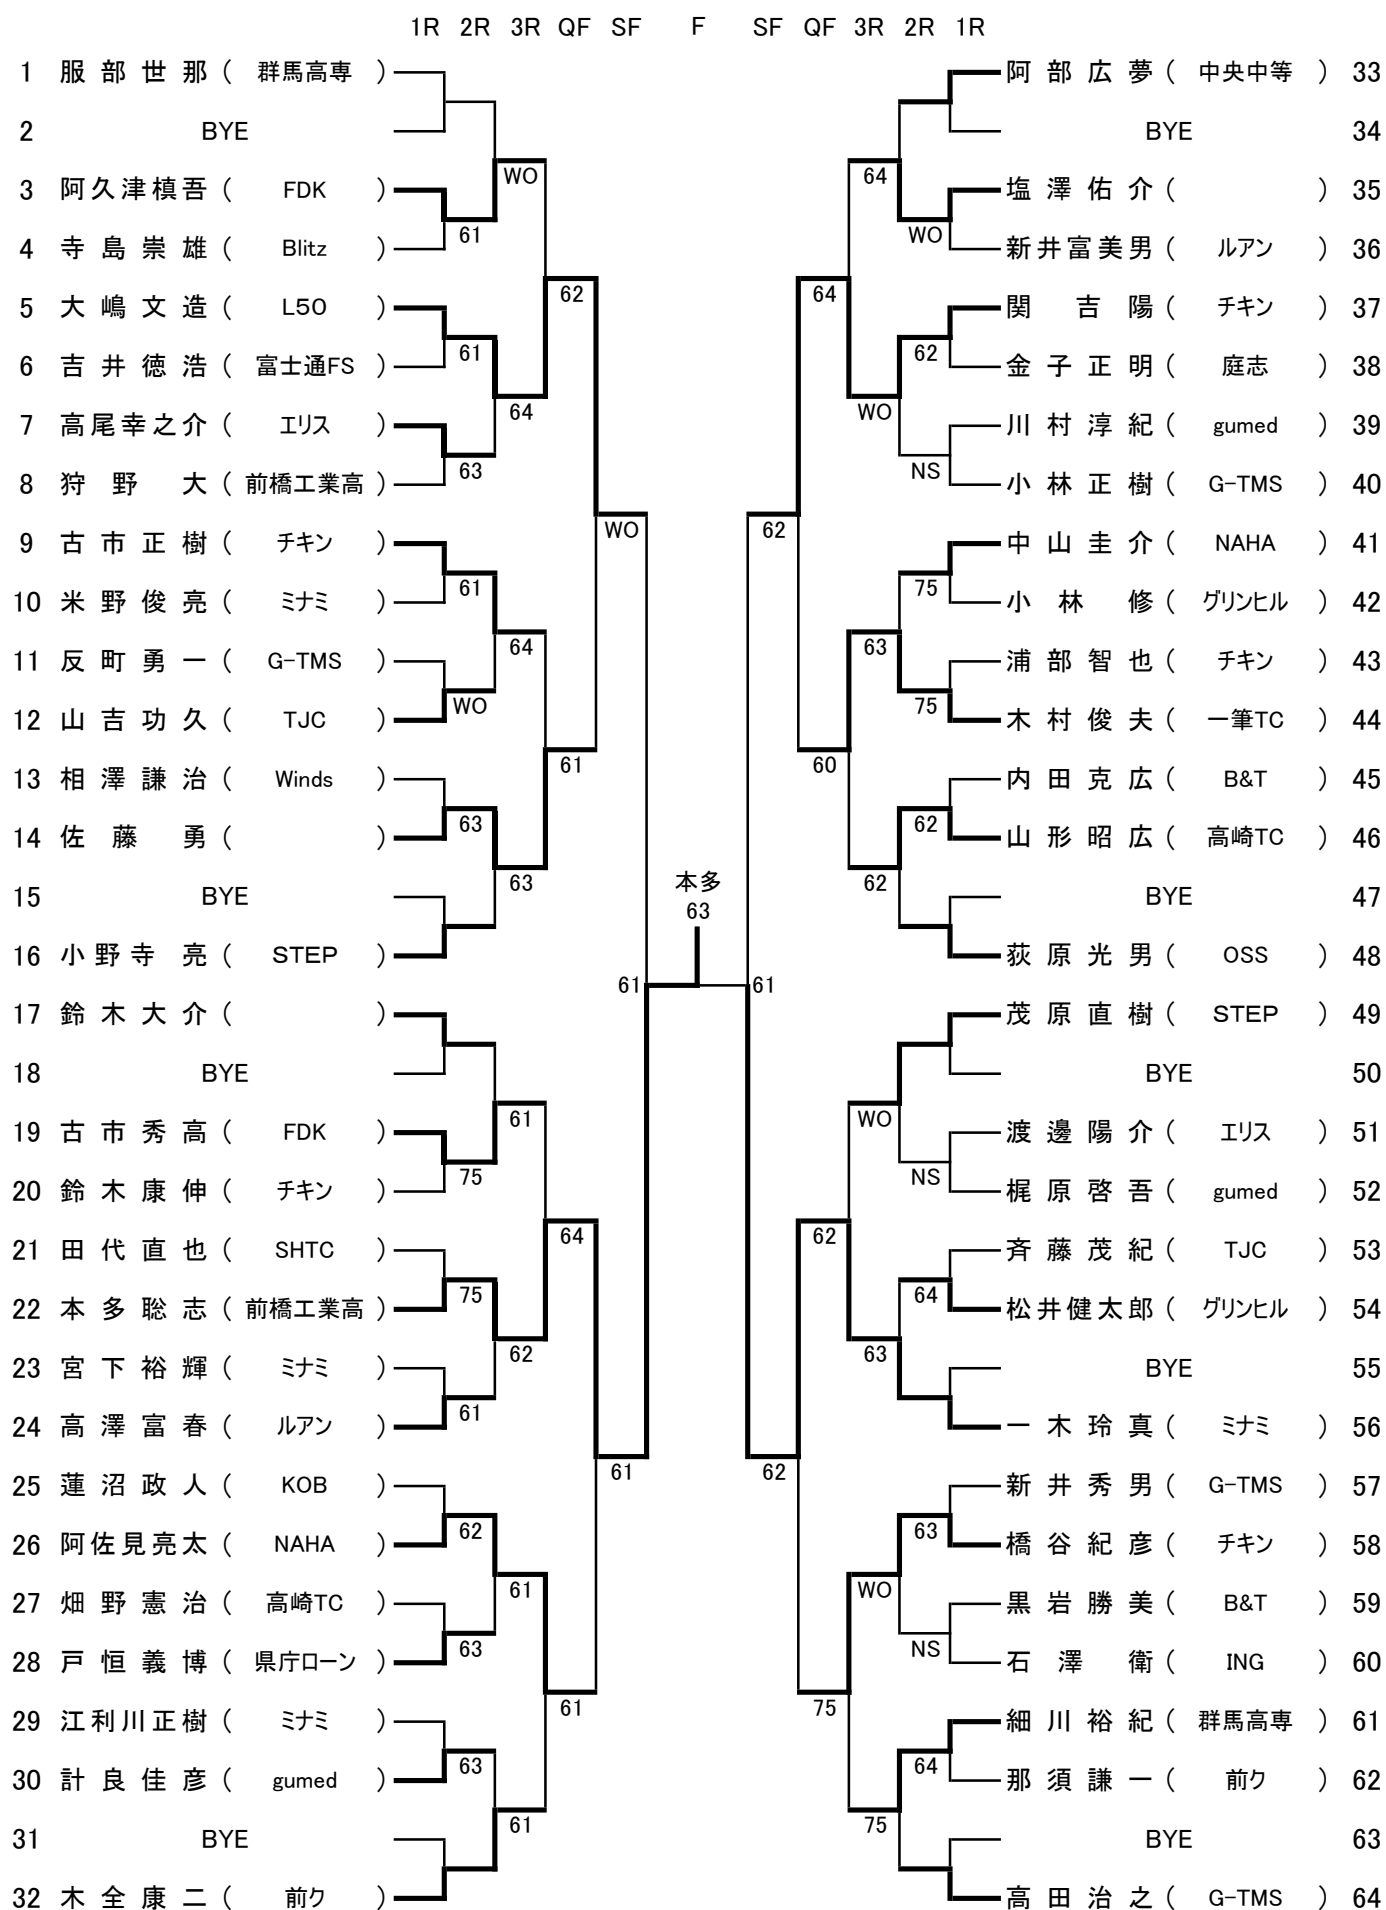 1R 2R 3R QF SF F SF QF 3R 2R 1R
1 服部世那 ( 群馬高専 ) 阿部広夢 ( 中央中等 ) 33
2 BYE BYE 34
WO 64
3 阿久津槙吾 ( FDK ) 塩澤佑介 ( ) 35
61 WO
4 寺島崇雄 ( Blitz ) 新井富美男 ( ルアン ) 36
62 64
5 大嶋文造 ( L50 ) 関吉陽 ( チキン ) 37
61 62
6 吉井徳浩 ( 富士通FS ) 金子正明 ( 庭志 ) 38
64 WO
7 高尾幸之介 ( エリス ) 川村淳紀 ( gumed ) 39
63 NS
8 狩野大 ( 前橋工業高 ) 小林正樹 ( G-TMS ) 40
WO 62
9 古市正樹 ( チキン ) 中山圭介 ( NAHA ) 41
61 75
10 米野俊亮 ( ミナミ ) 小林修 ( グリンヒル ) 42
64 63
11 反町勇一 ( G-TMS ) 浦部智也 ( チキン ) 43
WO 75
12 山吉功久 ( TJC ) 木村俊夫 ( 一筆TC ) 44
61 60
13 相澤謙治 ( Winds ) 内田克広 ( B&T ) 45
63 62
14 佐藤勇 ( ) 山形昭広 ( 高崎TC ) 46
63 本多 62
15 BYE BYE 47
63
16 小野寺亮 ( STEP ) 荻原光男 ( OSS ) 48
61 61
17 鈴木大介 ( ) 茂原直樹 ( STEP ) 49
18 BYE BYE 50
61 WO
19 古市秀高 ( FDK ) 渡邊陽介 ( エリス ) 51
75 NS
20 鈴木康伸 ( チキン ) 梶原啓吾 ( gumed ) 52
64 62
21 田代直也 ( SHTC ) 斉藤茂紀 ( TJC ) 53
75 64
22 本多聡志 ( 前橋工業高 ) 松井健太郎 ( グリンヒル ) 54
62 63
23 宮下裕輝 ( ミナミ ) BYE 55
61
24 高澤富春 ( ルアン ) 一木玲真 ( ミナミ ) 56
61 62
25 蓮沼政人 ( KOB ) 新井秀男 ( G-TMS ) 57
62 63
26 阿佐見亮太 ( NAHA ) 橋谷紀彦 ( チキン ) 58
61 WO
27 畑野憲治 ( 高崎TC ) 黒岩勝美 ( B&T ) 59
63 NS
28 戸恒義博 ( 県庁ローン ) 石澤衛 ( ING ) 60
61 75
29 江利川正樹 ( ミナミ ) 細川裕紀 ( 群馬高専 ) 61
63 64
30 計良佳彦 ( gumed ) 那須謙一 ( 前ク ) 62
61 75
31 BYE BYE 63
32 木全康二 ( 前ク ) 高田治之 ( G-TMS ) 64